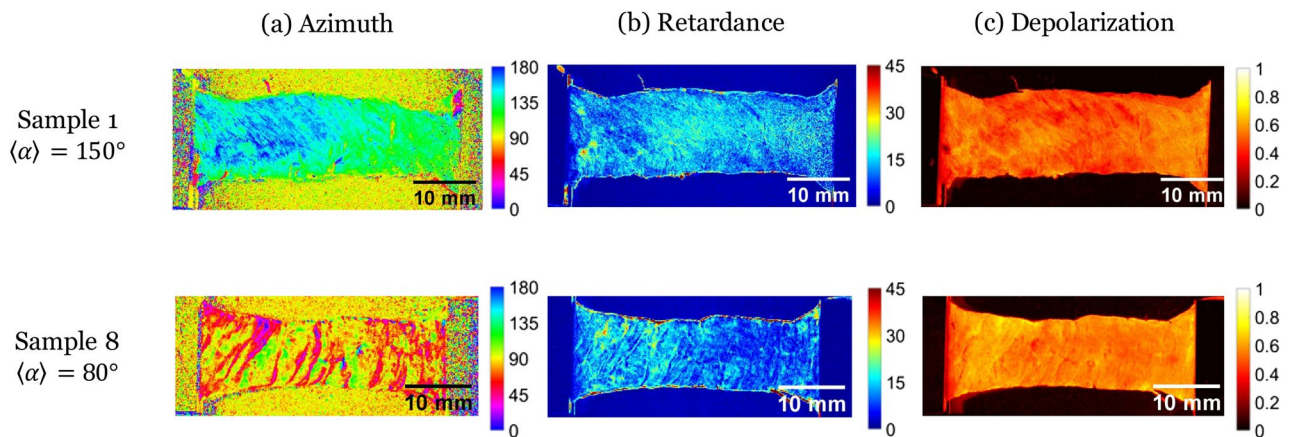 (a) Azimuth
(b) Retardance
(c) Depolarization
Sample 1
⟨α⟩ = 150°
180
135
90
45
0
10 mm
45
30
15
0
10 mm
1
0.8
0.6
0.4
0.2
0
10 mm
Sample 8
⟨α⟩ = 80°
180
135
90
45
0
10 mm
45
30
15
0
10 mm
1
0.8
0.6
0.4
0.2
0
10 mm